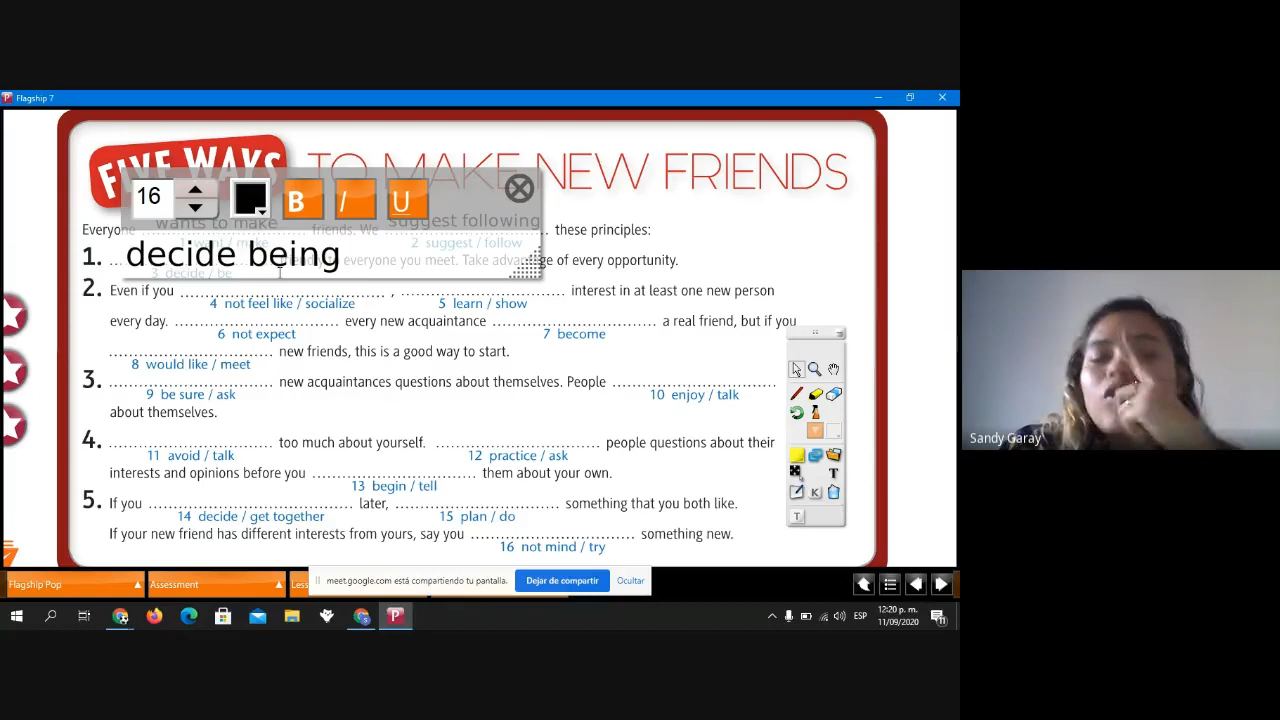 Flagship 7
FIVE WAYS TO MAKE NEW FRIENDS
16
B I U
wants to make
suggest following
Everyone friends. We these principles:
1 want / make
2 suggest / follow
decide being
1. friendly to everyone you meet. Take advantage of every opportunity.
3 decide / be
2. Even if you , interest in at least one new person
4 not feel like / socialize
5 learn / show
every day. every new acquaintance a real friend, but if you
6 not expect
7 become
new friends, this is a good way to start.
8 would like / meet
3. new acquaintances questions about themselves. People
9 be sure / ask
10 enjoy / talk
about themselves.
4. too much about yourself. people questions about their
11 avoid / talk
12 practice / ask
interests and opinions before you them about your own.
13 begin / tell
5. If you later, something that you both like.
14 decide / get together
15 plan / do
If your new friend has different interests from yours, say you something new.
16 not mind / try
T
K
T
Sandy Garay
Flagship Pop
Assessment
Less
meet.google.com está compartiendo tu pantalla.
Dejar de compartir
Ocultar
ESP
12:20 p. m.
11/09/2020
11